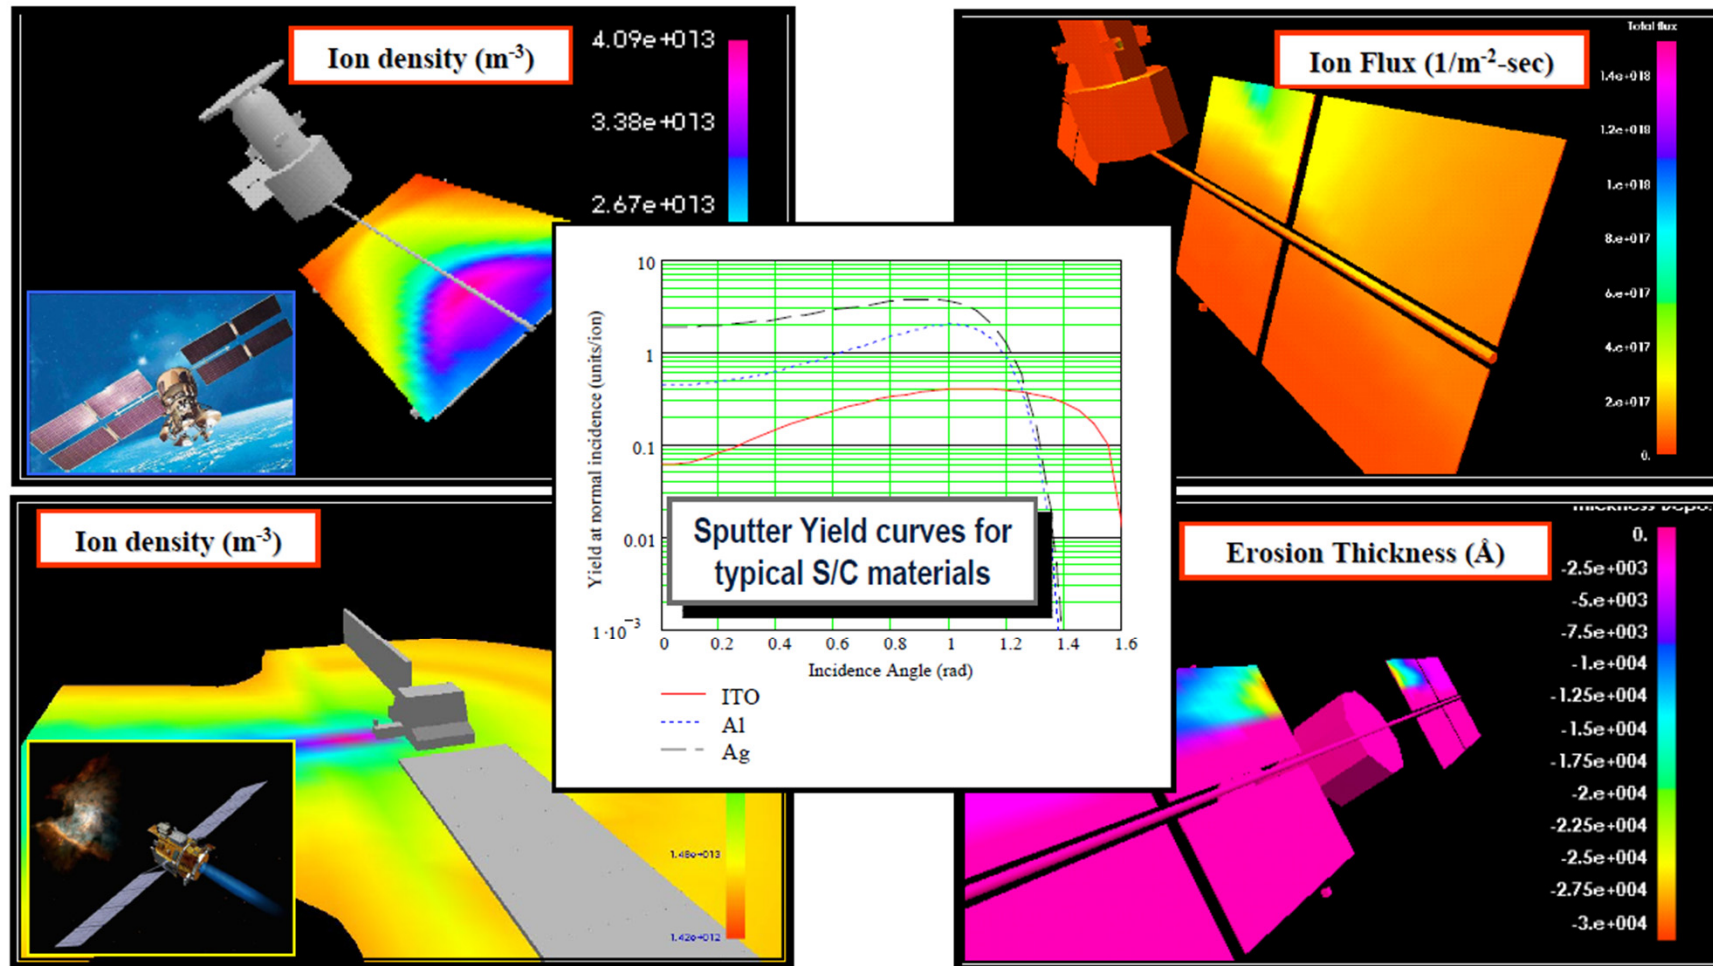 Ion density (m⁻³)
4.09e+013
3.38e+013
2.67e+013
Ion Flux (1/m⁻²-sec)
Total flux
1.4e+018
1.2e+018
1.e+018
8.e+017
6.e+017
4.e+017
2.e+017
0.
Yield at normal incidence (units/ion)
10
1
0.1
0.01
1·10⁻³
0 0.2 0.4 0.6 0.8 1 1.2 1.4 1.6
Incidence Angle (rad)
Sputter Yield curves for
typical S/C materials
ITO
Al
Ag
Ion density (m⁻³)
1.48e+013
1.42e+012
Erosion Thickness (Å)
0.
-2.5e+003
-5.e+003
-7.5e+003
-1.e+004
-1.25e+004
-1.5e+004
-1.75e+004
-2.e+004
-2.25e+004
-2.5e+004
-2.75e+004
-3.e+004